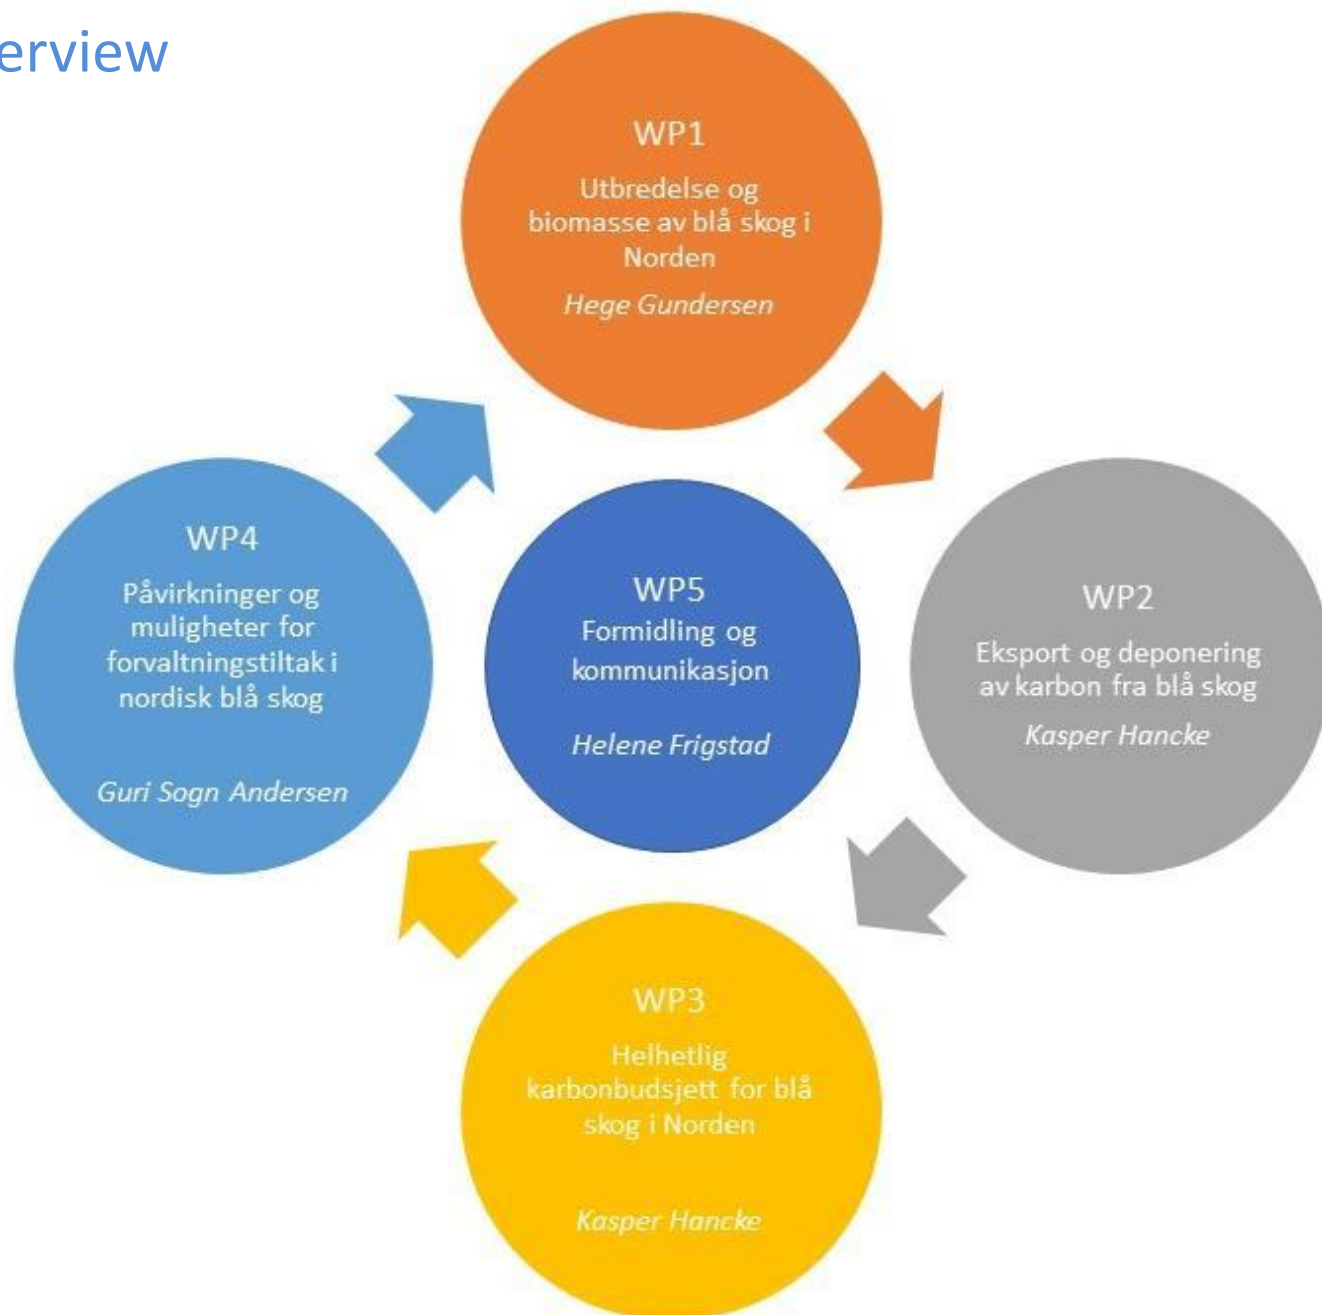 erview
WP1
Utbredelse og
biomasse av blå skog i
Norden
Hege Gundersen
WP4
Påvirkninger og
muligheter for
forvaltningstiltak i
nordisk blå skog
Guri Sogn Andersen
WP5
Formidling og
kommunikasjon
Helene Frigstad
WP2
Eksport og deponering
av karbon fra blå skog
Kasper Hancke
WP3
Helhetlig
karbonbudsjett for blå
skog i Norden
Kasper Hancke